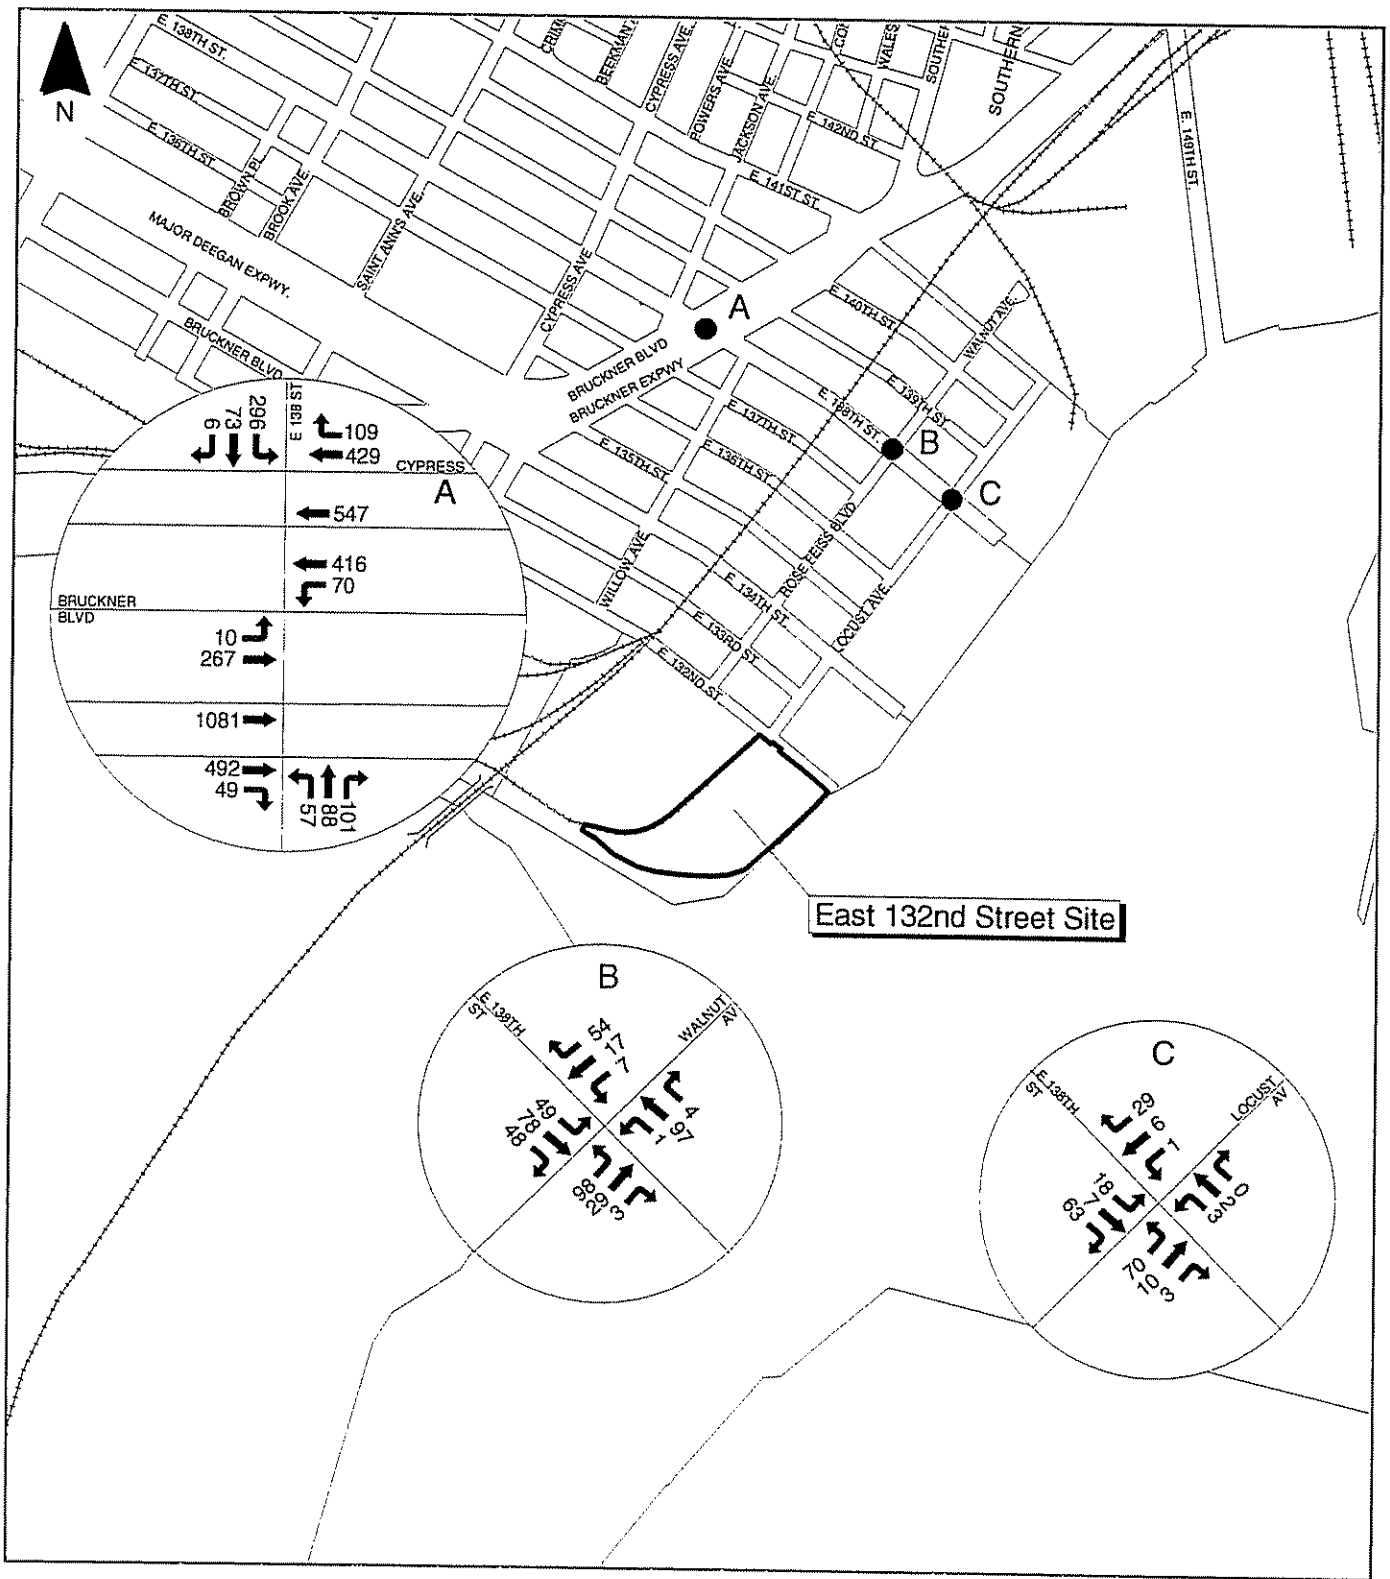 N
E. 138TH ST.
E. 137TH ST.
E. 136TH ST.
BROWN PL.
BROOK AVE.
SAINT ANN'S AVE.
CYPRESS AVE
MAJOR DEEGAN EXPWY.
BRUCKNER BLVD
BEEKMAN
CYPRESS AVE.
POWERS AVE.
JACKSON AVE.
WALES
SOUTHERN
E. 142ND ST.
E. 141ST ST.
E. 149TH ST.
A
BRUCKNER BLVD
BRUCKNER EXPWY
E. 140TH ST.
WALNUT AVE.
E. 139TH ST.
E. 138TH ST.
B
C
E. 137TH ST.
E. 136TH ST.
E. 135TH ST.
WILLOW AVE
ROSE FEISS BLVD
LOCUST AVE.
E. 134TH ST.
E. 133RD ST.
E. 132ND ST.
6
73
296
E 138 ST
109
429
CYPRESS
A
547
416
70
BRUCKNER
BLVD
10
267
1081
492
49
57
88
101
East 132nd Street Site
B
E. 138TH
ST
WALNUT
AV
54
17
7
49
78
48
4
97
1
3
C
E. 138TH
ST
LOCUST
AV
29
6
1
18
7
63
0
2
3
70
10
3